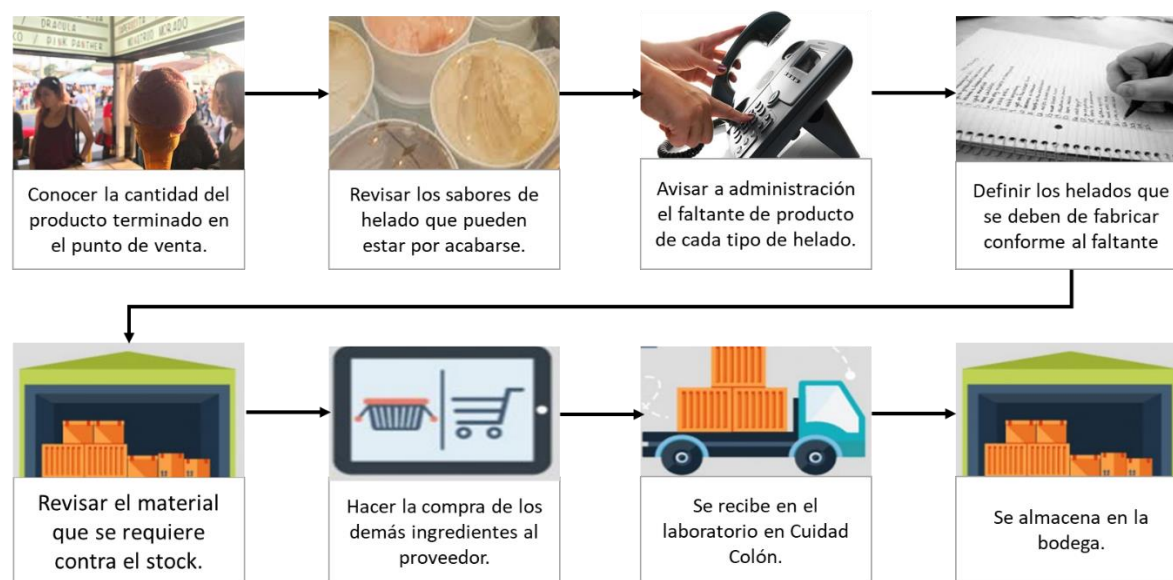 DRACULA
PINK PANTHER
Conocer la cantidad del
producto terminado en
el punto de venta.
Revisar los sabores de
helado que pueden
estar por acabarse.
Avisar a administración
el faltante de producto
de cada tipo de helado.
Definir los helados que
se deben de fabricar
conforme al faltante
Revisar el material
que se requiere
contra el stock.
Hacer la compra de los
demás ingredientes al
proveedor.
Se recibe en el
laboratorio en Cuidad
Colón.
Se almacena en la
bodega.